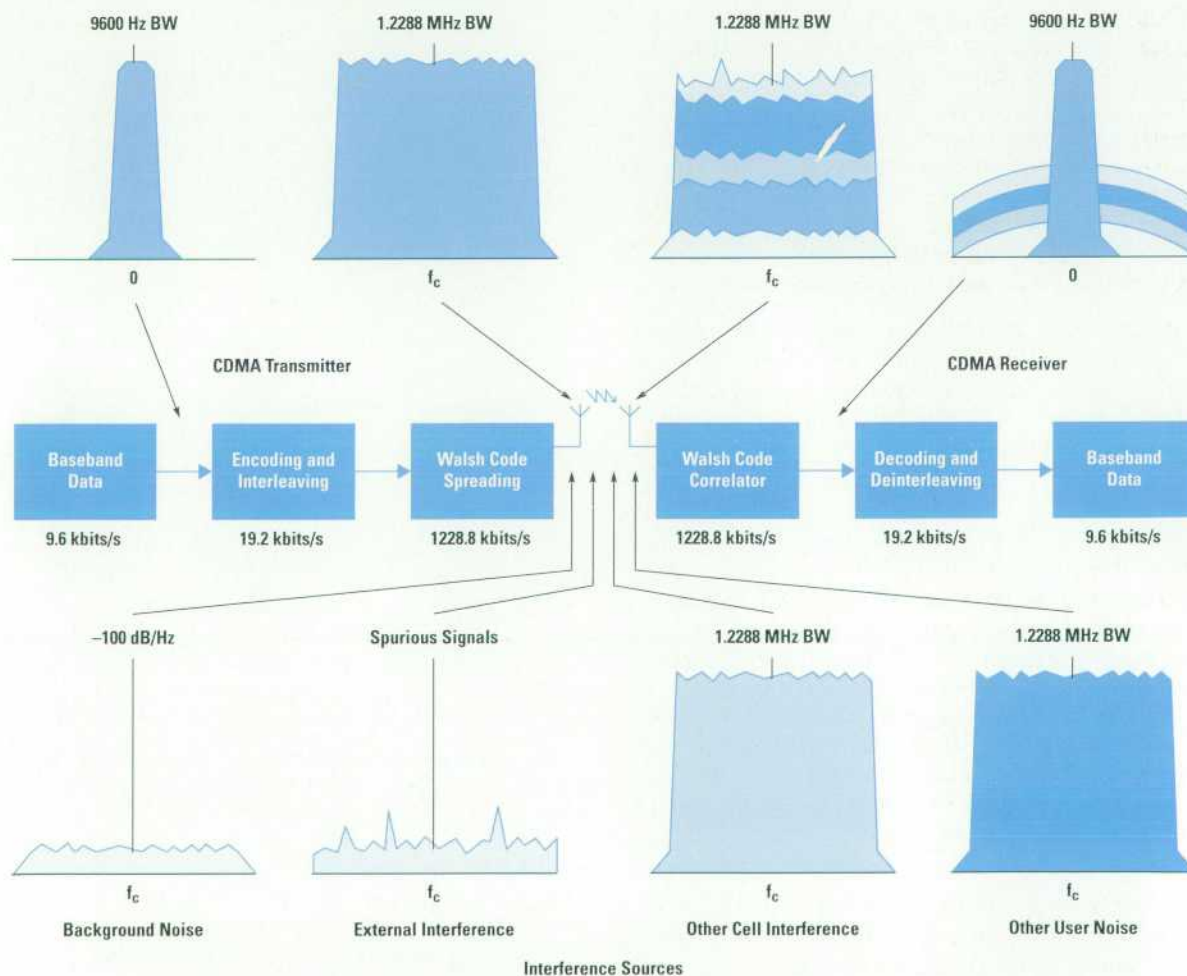 9600 Hz BW
1.2288 MHz BW
1.2288 MHz BW
9600 Hz BW
0
fc
fc
0
CDMA Transmitter
CDMA Receiver
Baseband
Data
Encoding and
Interleaving
Walsh Code
Spreading
Walsh Code
Correlator
Decoding and
Deinterleaving
Baseband
Data
9.6 kbits/s
19.2 kbits/s
1228.8 kbits/s
1228.8 kbits/s
19.2 kbits/s
9.6 kbits/s
–100 dB/Hz
Spurious Signals
1.2288 MHz BW
1.2288 MHz BW
fc
fc
fc
fc
Background Noise
External Interference
Other Cell Interference
Other User Noise
Interference Sources